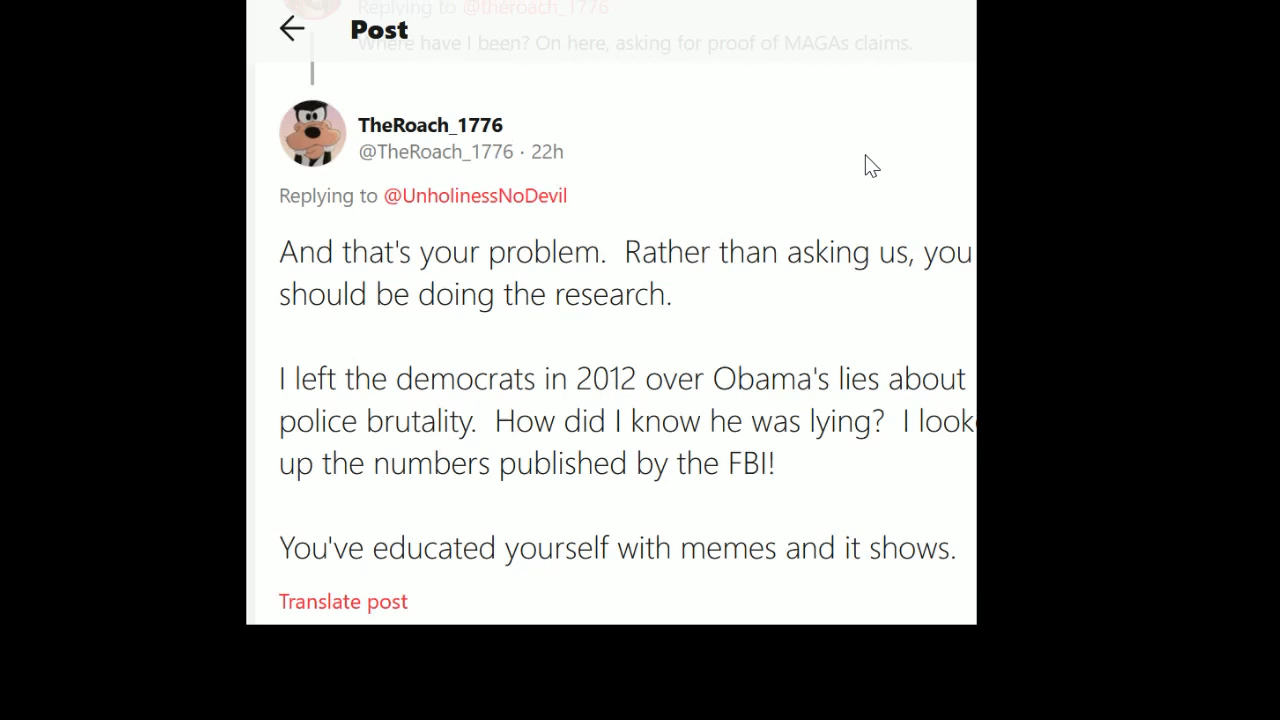 Replying to @theroach_1776
Post
Where have I been? On here, asking for proof of MAGAs claims.
TheRoach_1776
@TheRoach_1776 · 22h
Replying to @UnholinessNoDevil
And that's your problem.  Rather than asking us, you
should be doing the research.
I left the democrats in 2012 over Obama's lies about
police brutality.  How did I know he was lying?  I
up the numbers published by the FBI!
You've educated yourself with memes and it shows.
Translate post